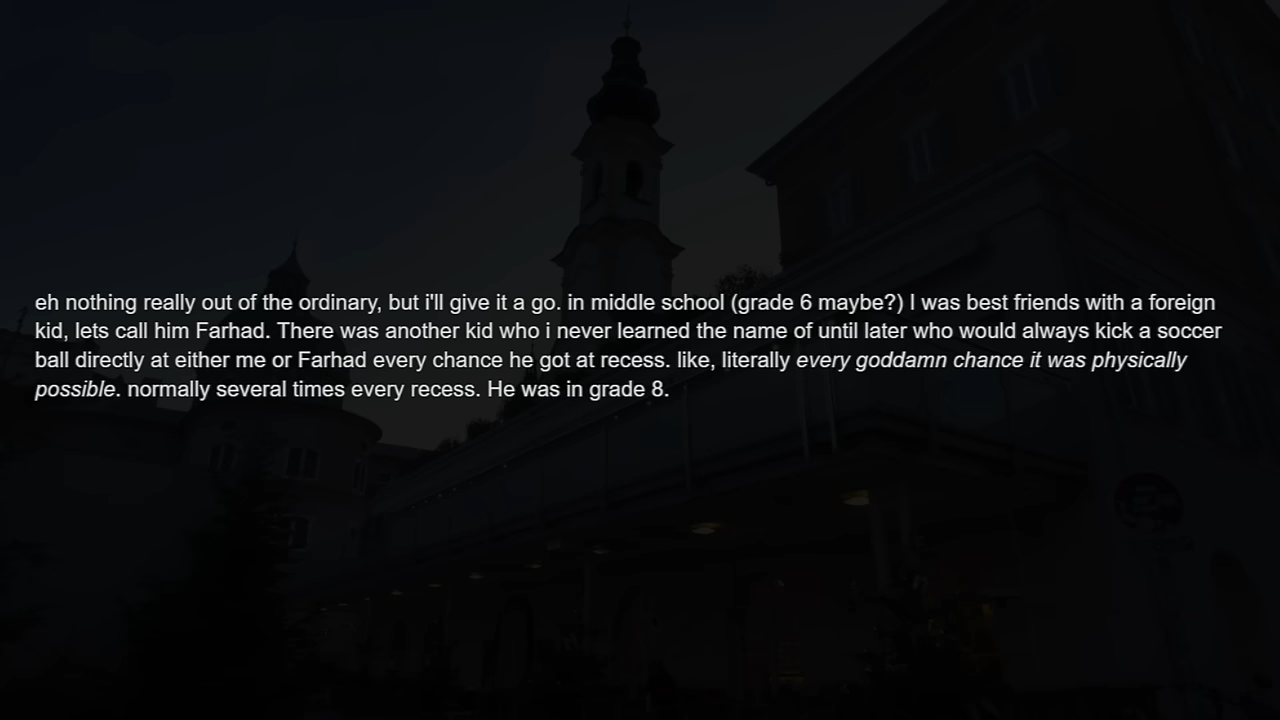 eh nothing really out of the ordinary, but i'll give it a go. in middle school (grade 6 maybe?) I was best friends with a foreign
kid, lets call him Farhad. There was another kid who i never learned the name of until later who would always kick a soccer
ball directly at either me or Farhad every chance he got at recess. like, literally every goddamn chance it was physically
possible. normally several times every recess. He was in grade 8.